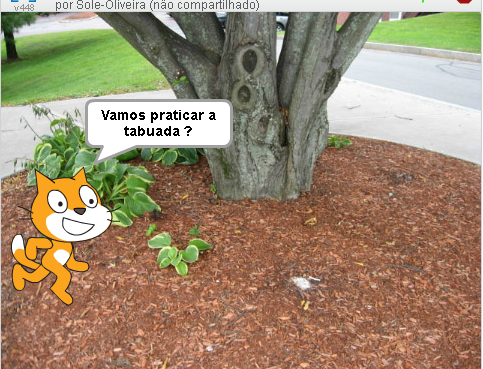 por Sole-Oliveira (não compartilhado)
v448
Vamos praticar a
tabuada ?